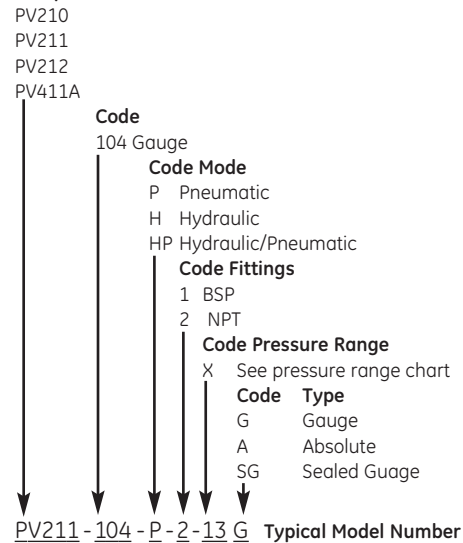 PV210
PV211
PV212
PV411A
Code
104 Gauge
Code Mode
P Pneumatic
H Hydraulic
HP Hydraulic/Pneumatic
Code Fittings
1 BSP
2 NPT
Code Pressure Range
X See pressure range chart
Code Type
G Gauge
A Absolute
SG Sealed Guage
PV211 - 104 - P - 2 - 13 G Typical Model Number